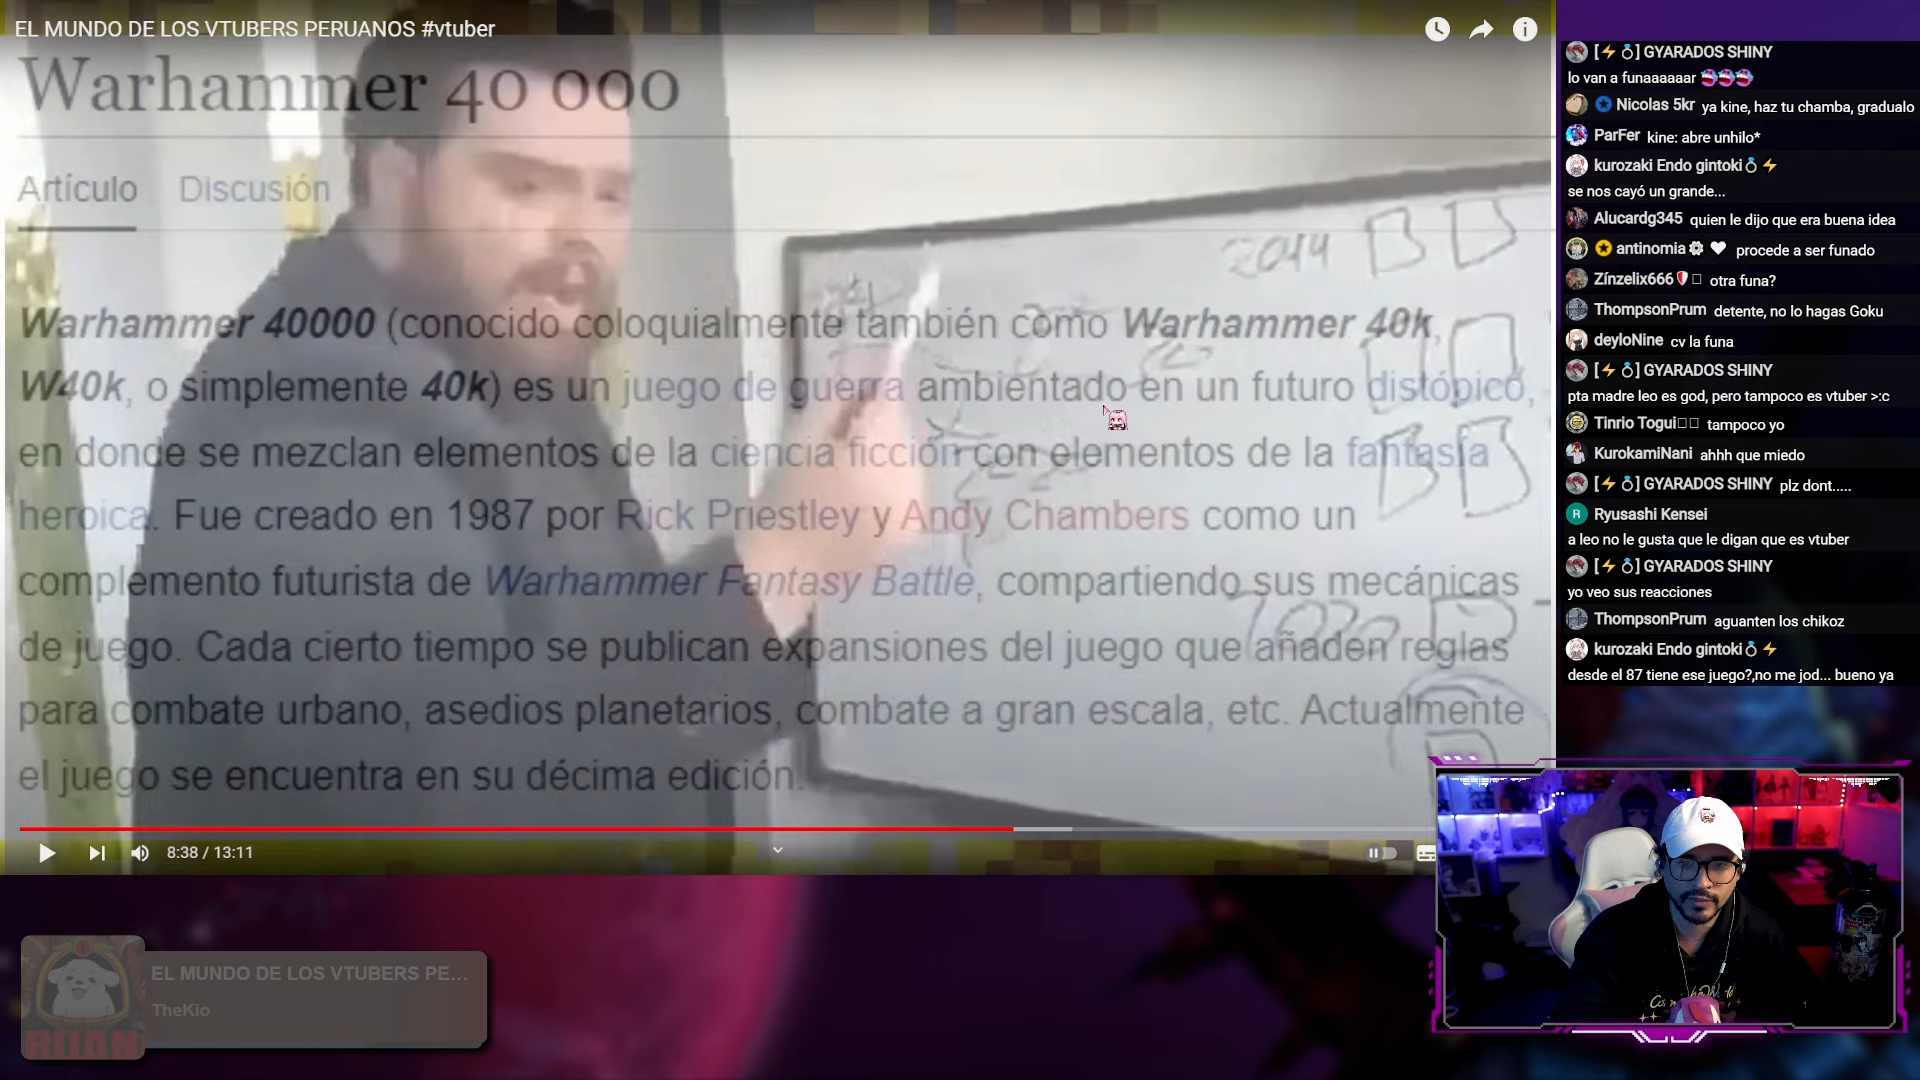 EL MUNDO DE LOS VTUBERS PERUANOS #vtuber
Warhammer 40 000
Artículo Discusión
Warhammer 40000 (conocido coloquialmente también como Warhammer 40k,
W40k, o simplemente 40k) es un juego de guerra ambientado en un futuro distópico,
en donde se mezclan elementos de la ciencia ficción con elementos de la fantasía
heroica. Fue creado en 1987 por Rick Priestley y Andy Chambers como un
complemento futurista de Warhammer Fantasy Battle, compartiendo sus mecánicas
de juego. Cada cierto tiempo se publican expansiones del juego que añaden reglas
para combate urbano, asedios planetarios, combate a gran escala, etc. Actualmente
el juego se encuentra en su décima edición.
2014
2020
8:38 / 13:11
EL MUNDO DE LOS VTUBERS PE...
TheKio
RUAN
[⚡💍] GYARADOS SHINY
lo van a funaaaaaar
Nicolas 5kr ya kine, haz tu chamba, gradualo
ParFer kine: abre unhilo*
kurozaki Endo gintoki💍⚡
se nos cayó un grande...
Alucardg345 quien le dijo que era buena idea
antinomia procede a ser funado
Zínzelix666 otra funa?
ThompsonPrum detente, no lo hagas Goku
deyloNine cv la funa
[⚡💍] GYARADOS SHINY
pta madre leo es god, pero tampoco es vtuber >:c
Tinrio Togui tampoco yo
KurokamiNani ahhh que miedo
[⚡💍] GYARADOS SHINY plz dont.....
R Ryusashi Kensei
a leo no le gusta que le digan que es vtuber
[⚡💍] GYARADOS SHINY
yo veo sus reacciones
ThompsonPrum aguanten los chikoz
kurozaki Endo gintoki💍⚡
desde el 87 tiene ese juego?,no me jod... bueno ya